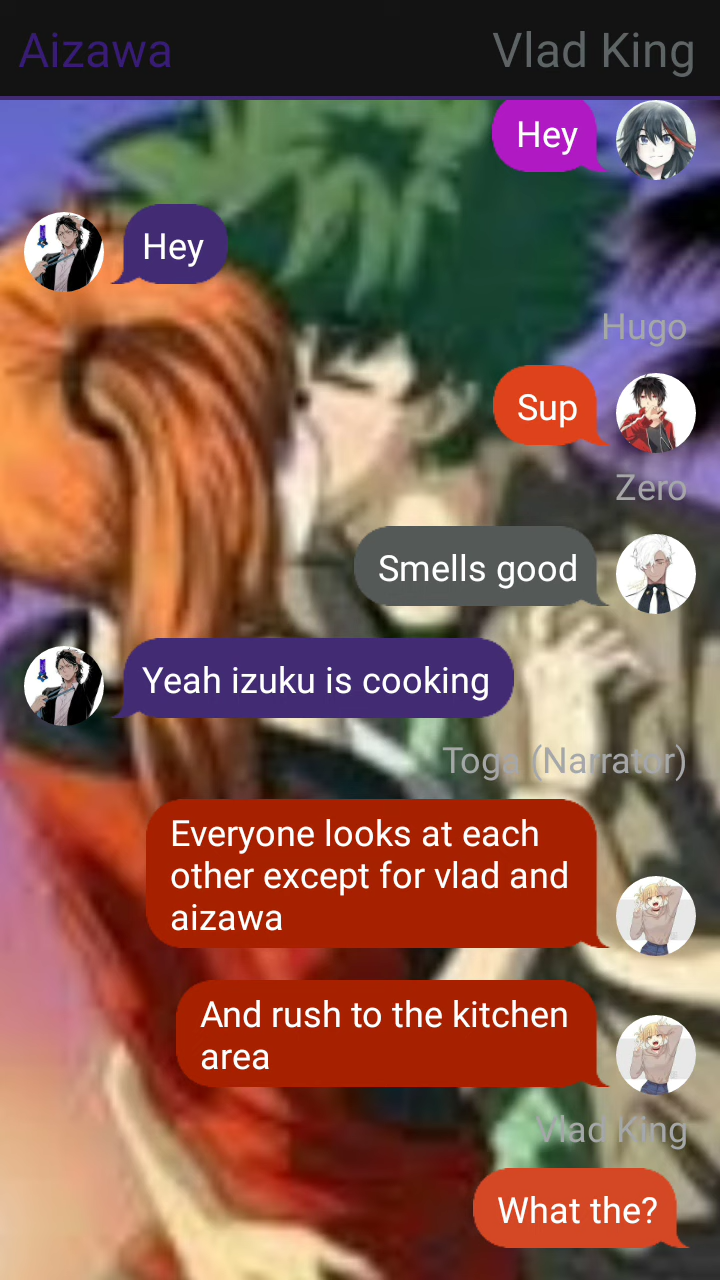 Aizawa
Vlad King
Hey
Hey
Hugo
Sup
Zero
Smells good
Yeah izuku is cooking
Toga (Narrator)
Everyone looks at each
other except for vlad and
aizawa
And rush to the kitchen
area
Vlad King
What the?